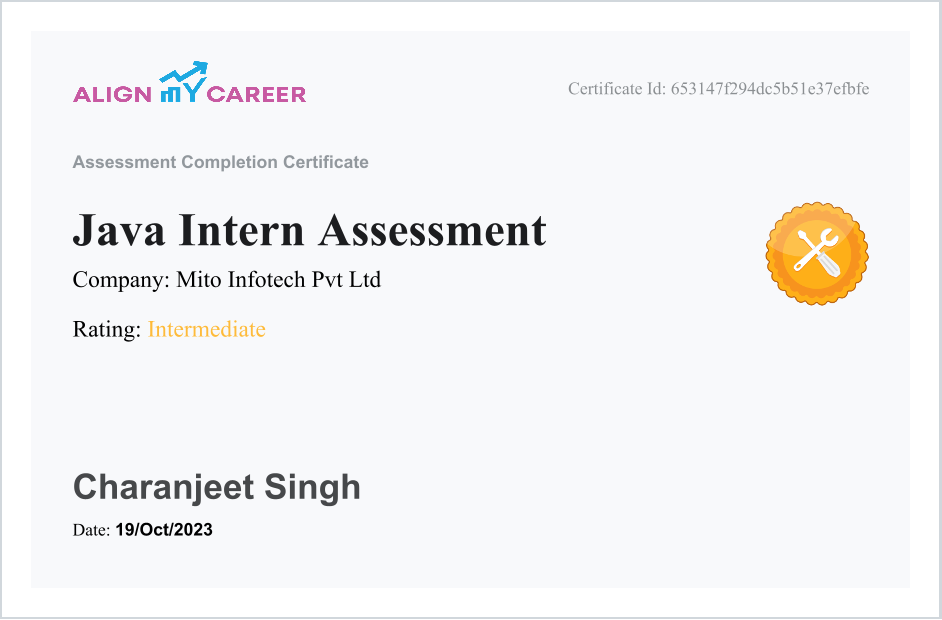 ALIGN MY CAREER
Certificate Id: 653147f294dc5b51e37efbfe
Assessment Completion Certificate
Java Intern Assessment
Company: Mito Infotech Pvt Ltd
Rating: Intermediate
Charanjeet Singh
Date: 19/Oct/2023